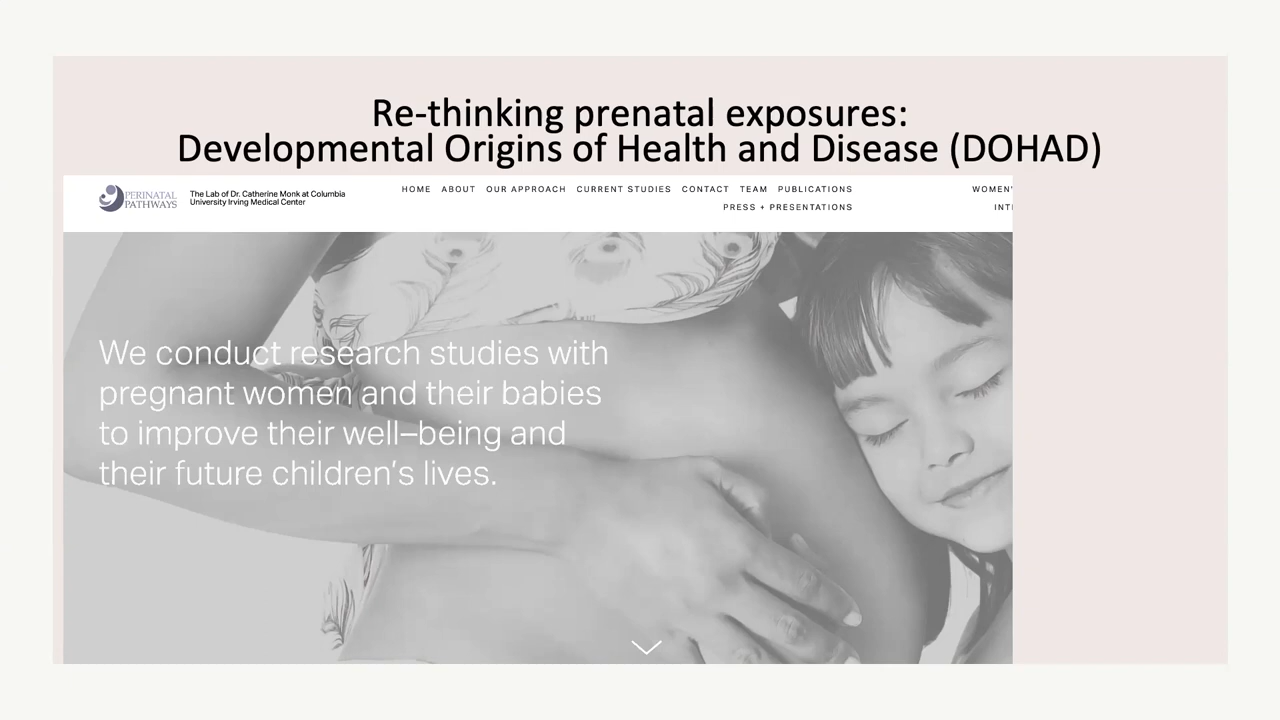 Re-thinking prenatal exposures:
Developmental Origins of Health and Disease (DOHAD)
PERINATAL
PATHWAYS
The Lab of Dr. Catherine Monk at Columbia
University Irving Medical Center
HOME ABOUT OUR APPROACH CURRENT STUDIES CONTACT TEAM PUBLICATIONS
PRESS + PRESENTATIONS
WOMEN'
We conduct research studies with
pregnant women and their babies
to improve their well–being and
their future children's lives.